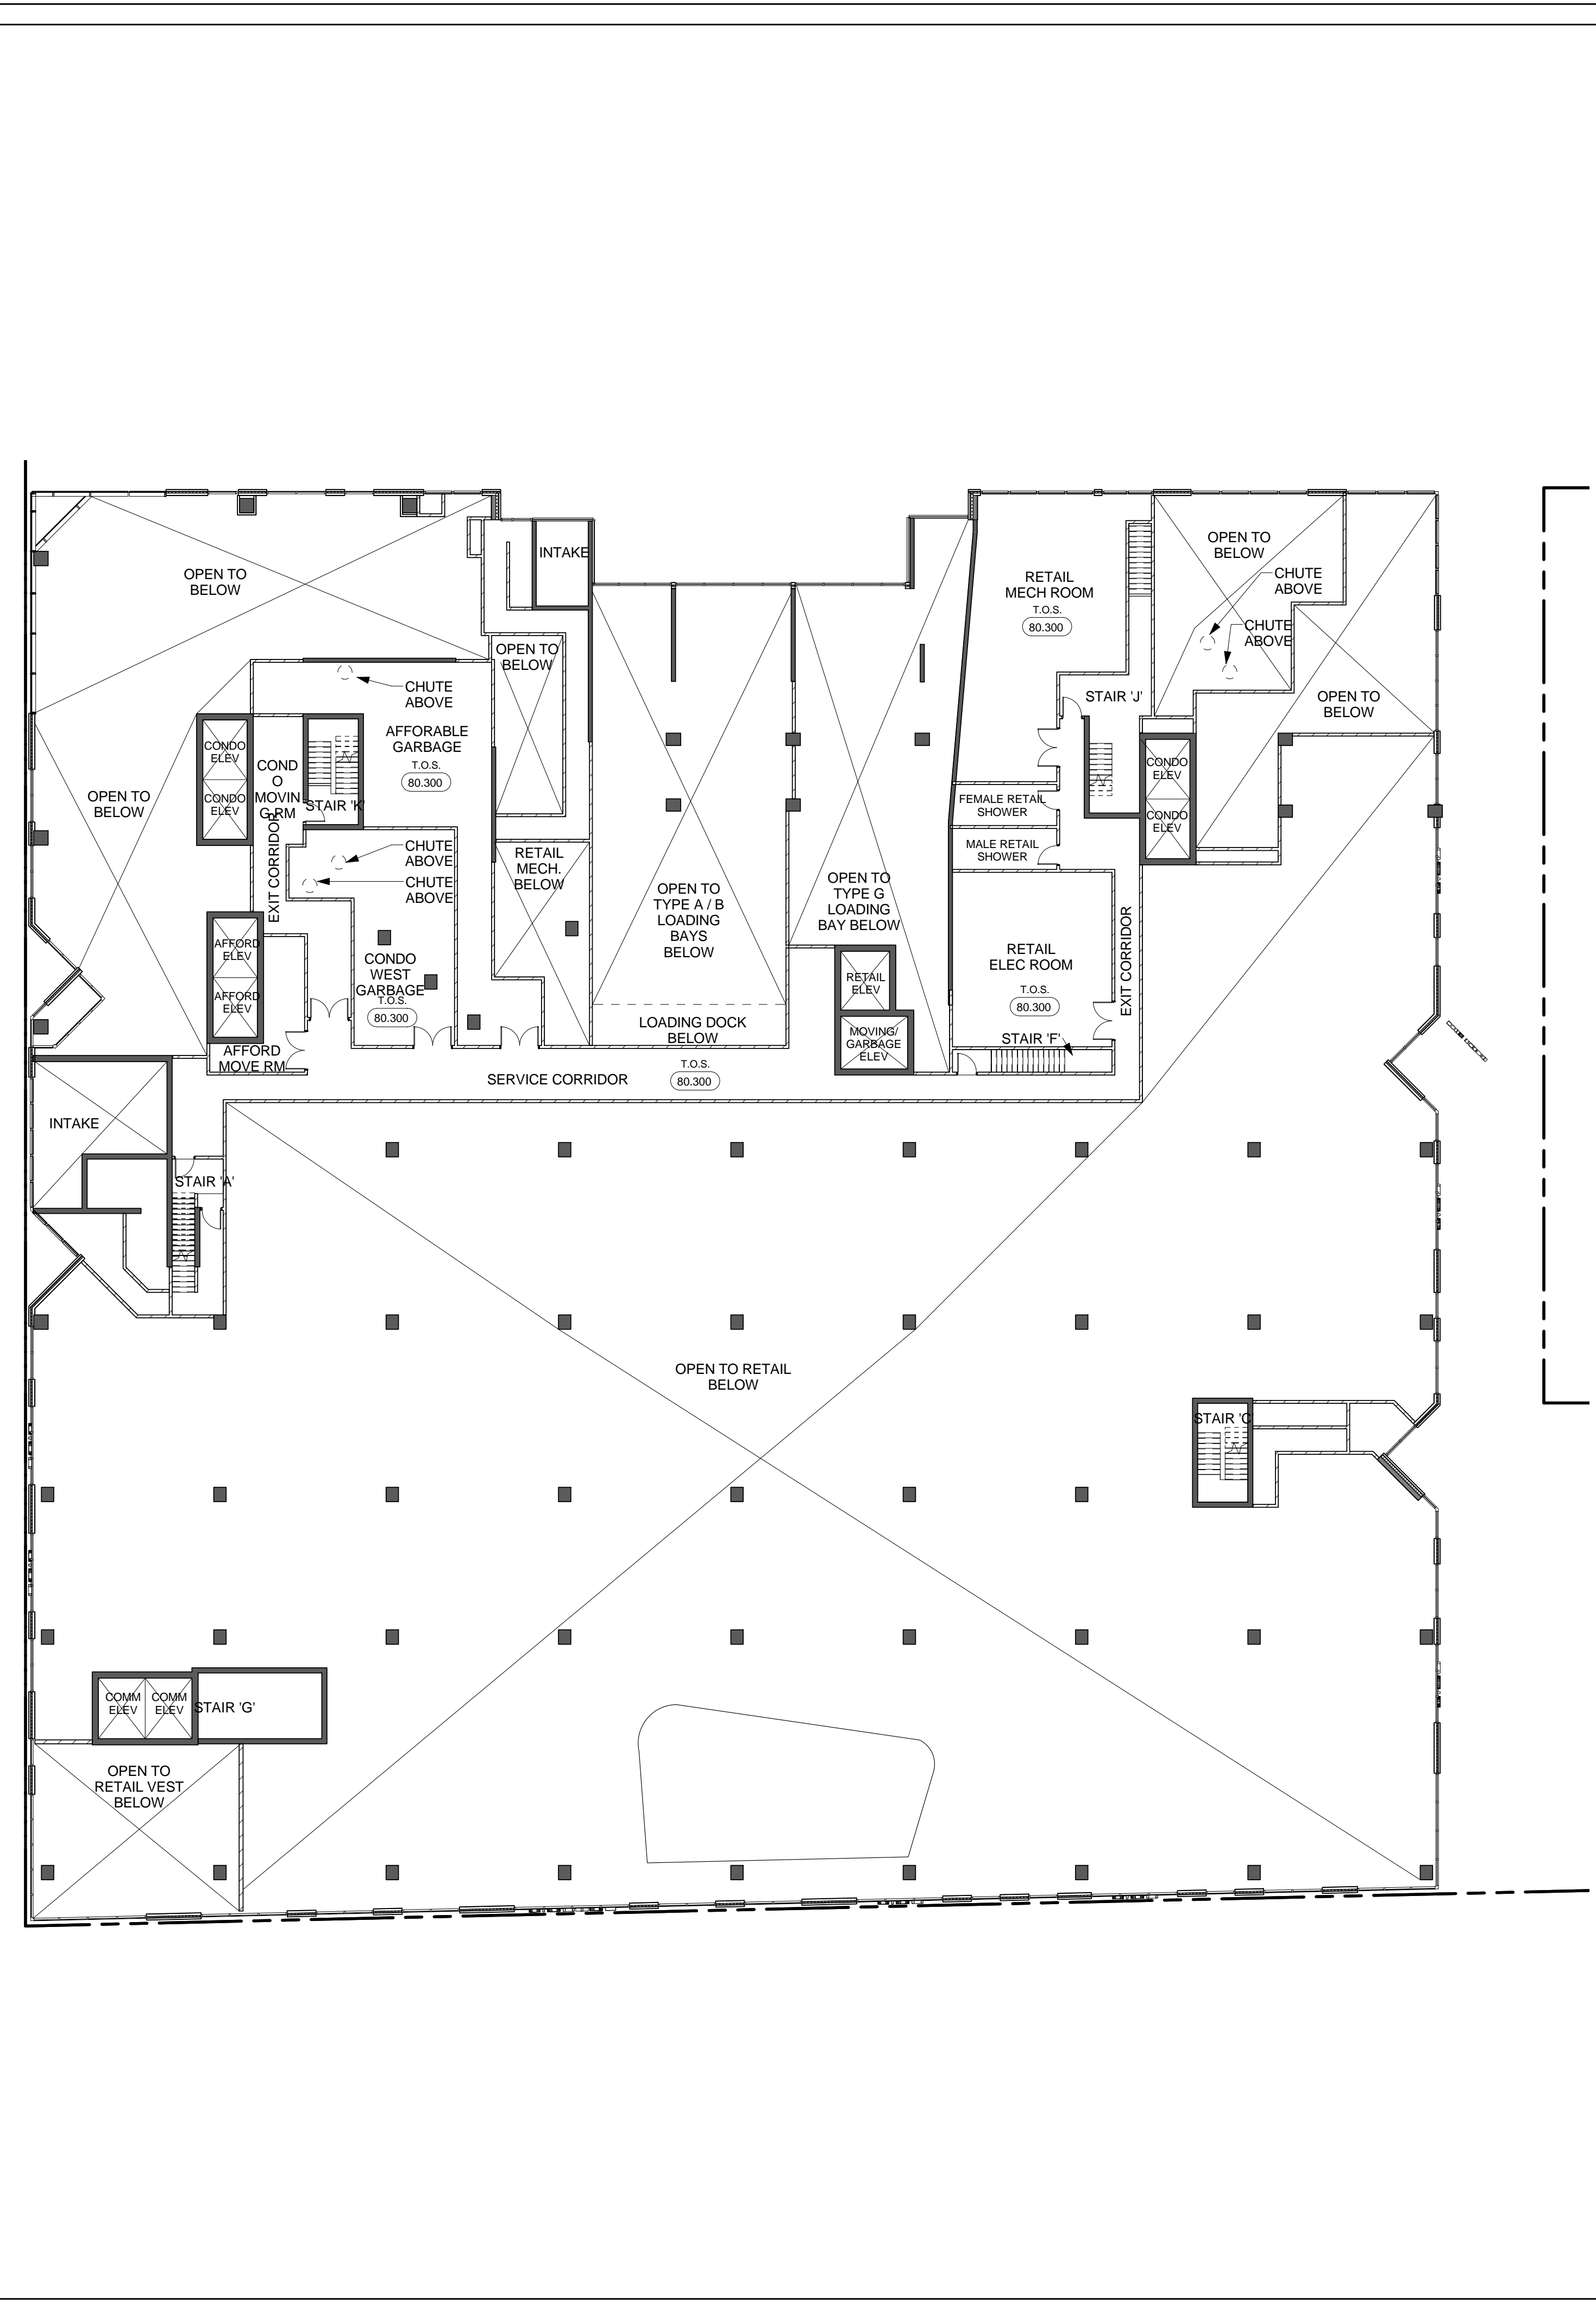 OPEN TO
BELOW
INTAKE
RETAIL
MECH ROOM
T.O.S.
80.300
OPEN TO
BELOW
CHUTE
ABOVE
CHUTE
ABOVE
OPEN TO
BELOW
CHUTE
ABOVE
STAIR 'J'
OPEN TO
BELOW
AFFORABLE
GARBAGE
T.O.S.
80.300
CONDO
ELEV
CONDO
ELEV
COND
O
MOVIN
G RM
STAIR 'K'
OPEN TO
BELOW
EXIT CORRIDOR
CONDO
ELEV
CONDO
ELEV
FEMALE RETAIL
SHOWER
MALE RETAIL
SHOWER
CHUTE
ABOVE
CHUTE
ABOVE
RETAIL
MECH.
BELOW
OPEN TO
TYPE A / B
LOADING
BAYS
BELOW
OPEN TO
TYPE G
LOADING
BAY BELOW
AFFORD
ELEV
AFFORD
ELEV
CONDO
WEST
GARBAGE
T.O.S.
80.300
RETAIL
ELEV
MOVING/
GARBAGE
ELEV
RETAIL
ELEC ROOM
T.O.S.
80.300
EXIT CORRIDOR
STAIR 'F'
LOADING DOCK
BELOW
AFFORD
MOVE RM
SERVICE CORRIDOR
T.O.S.
80.300
INTAKE
STAIR 'A'
OPEN TO RETAIL
BELOW
STAIR 'C'
COMM
ELEV
COMM
ELEV
STAIR 'G'
OPEN TO
RETAIL VEST
BELOW